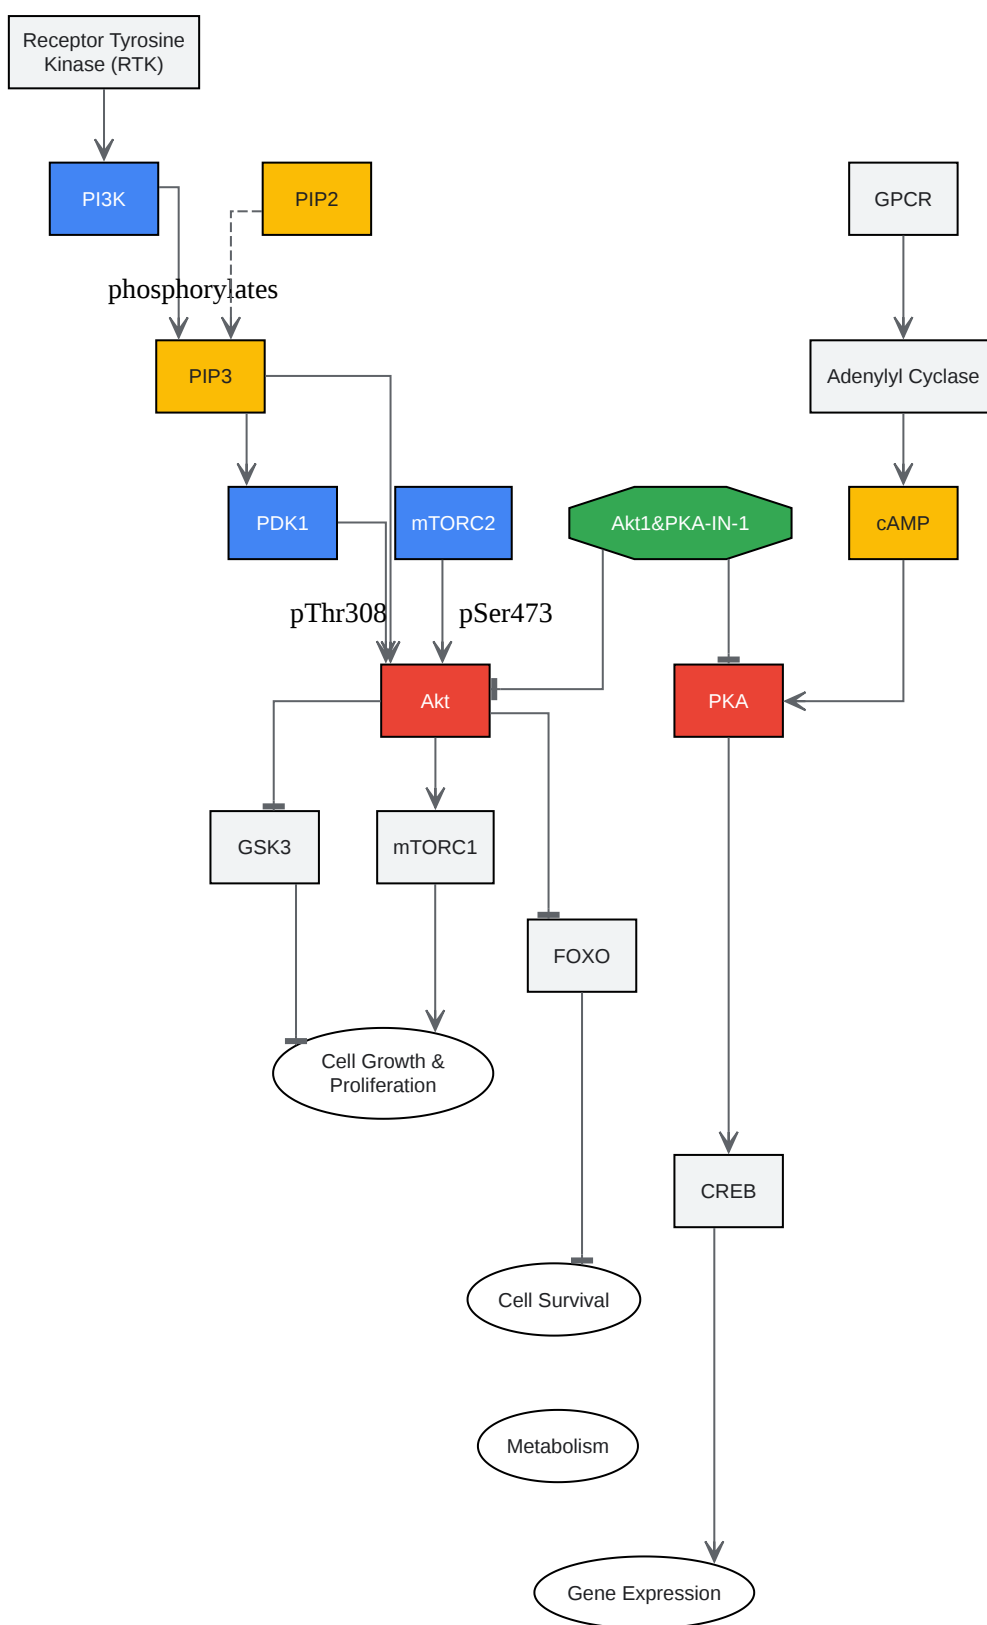 Receptor Tyrosine
Kinase (RTK)
PI3K
PIP2
GPCR
phosphorylates
PIP3
Adenylyl Cyclase
PDK1
mTORC2
Akt1&PKA-IN-1
cAMP
pThr308
pSer473
Akt
PKA
GSK3
mTORC1
FOXO
Cell Growth &
Proliferation
CREB
Cell Survival
Metabolism
Gene Expression